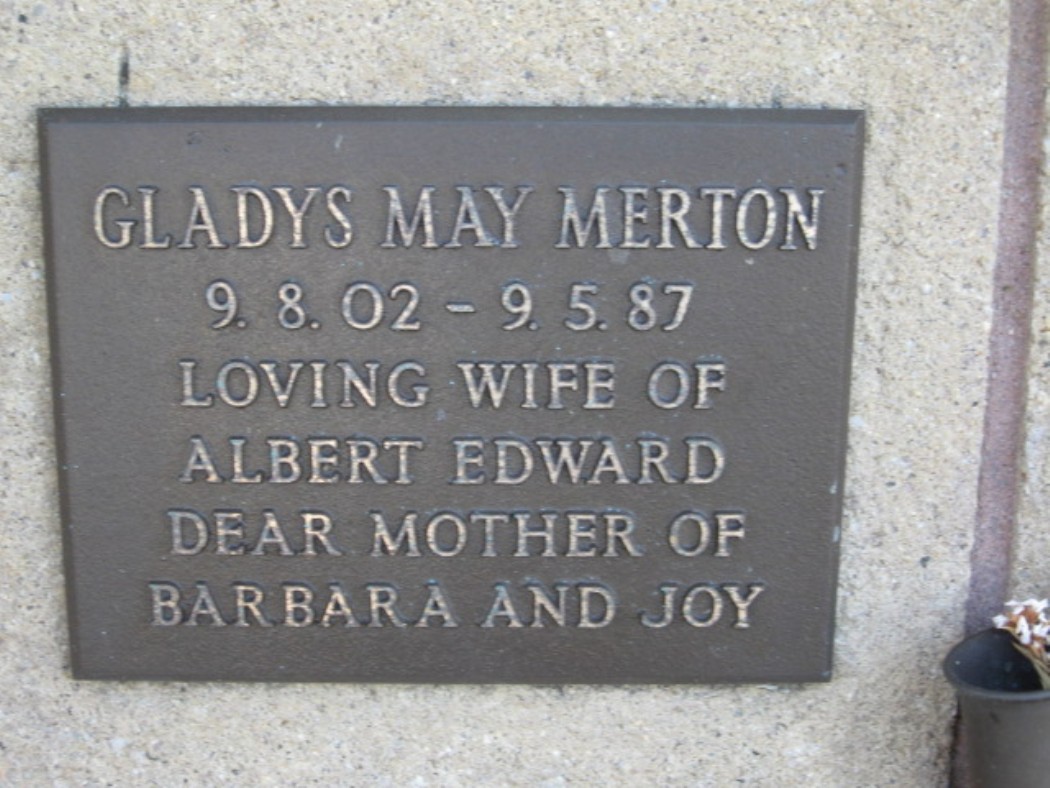 GLADYS MAY MERTON
9. 8. 02 - 9. 5. 87
LOVING WIFE OF
ALBERT EDWARD
DEAR MOTHER OF
BARBARA AND JOY